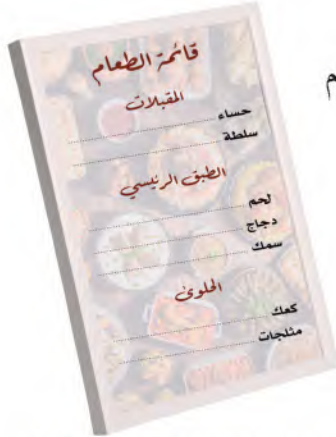 قائمة الطعام
المقبلات
حساء
سلطة
الطبق الرئيسي
لحم
دجاج
سمك
الحلوى
كعك
مثلجات
م